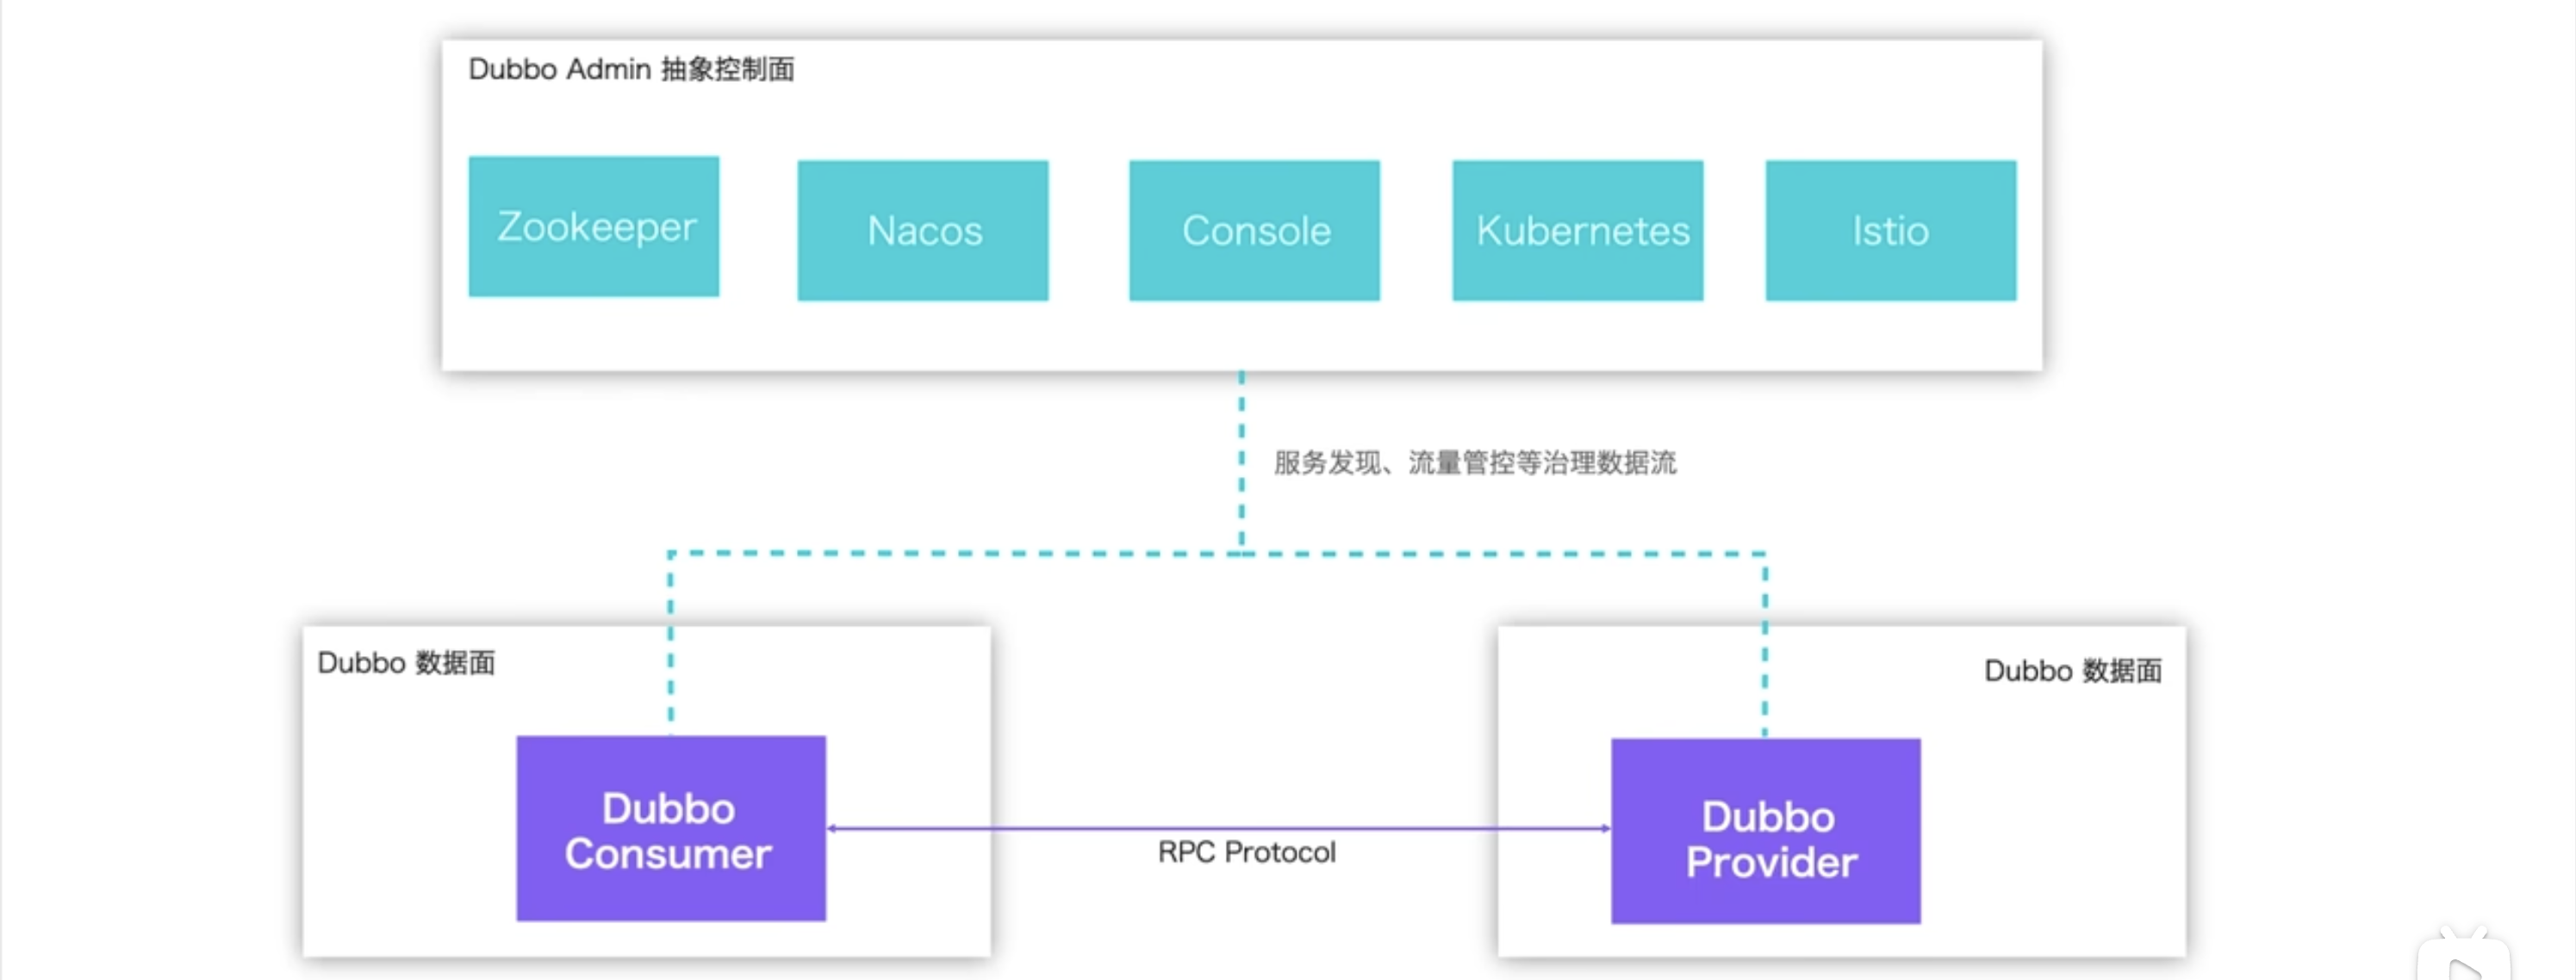 Dubbo Admin 抽象控制面
Zookeeper
Nacos
Console
Kubernetes
Istio
服务发现、流量管控等治理数据流
Dubbo 数据面
Dubbo 数据面
Dubbo
Consumer
RPC Protocol
Dubbo
Provider